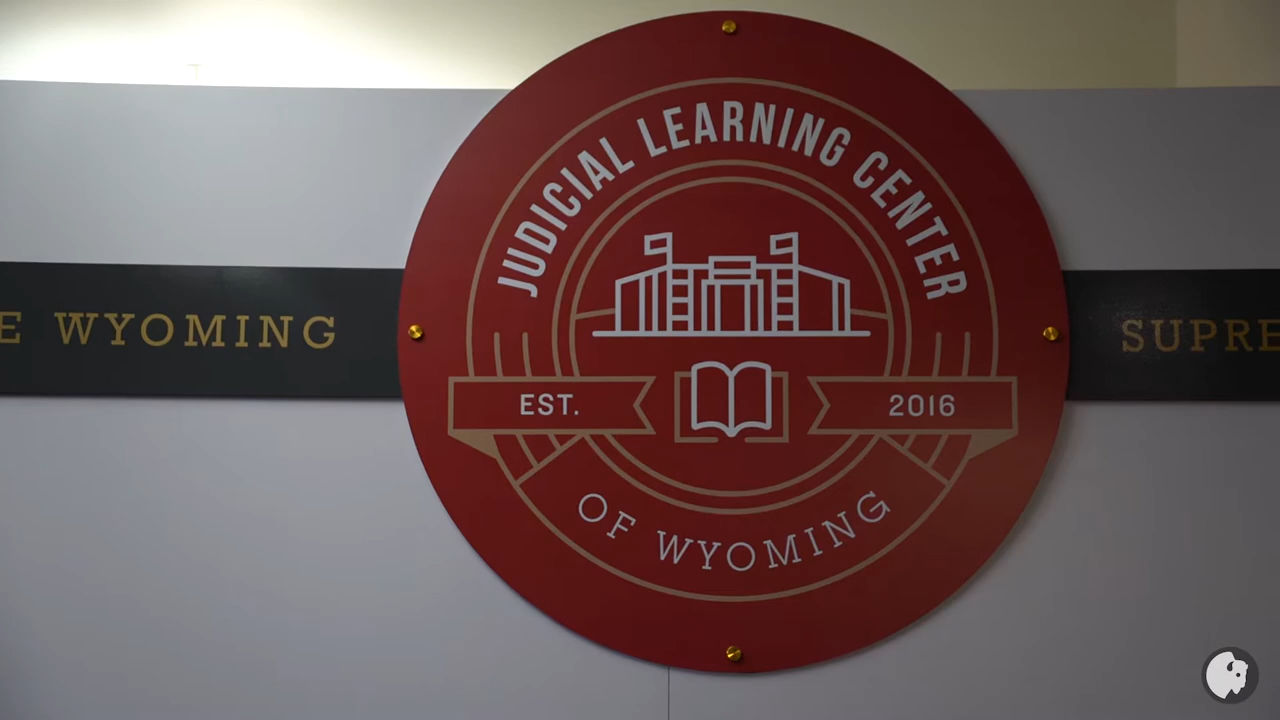 JUDICIAL LEARNING CENTER
E WYOMING
SUPRE
EST.
2016
OF WYOMING